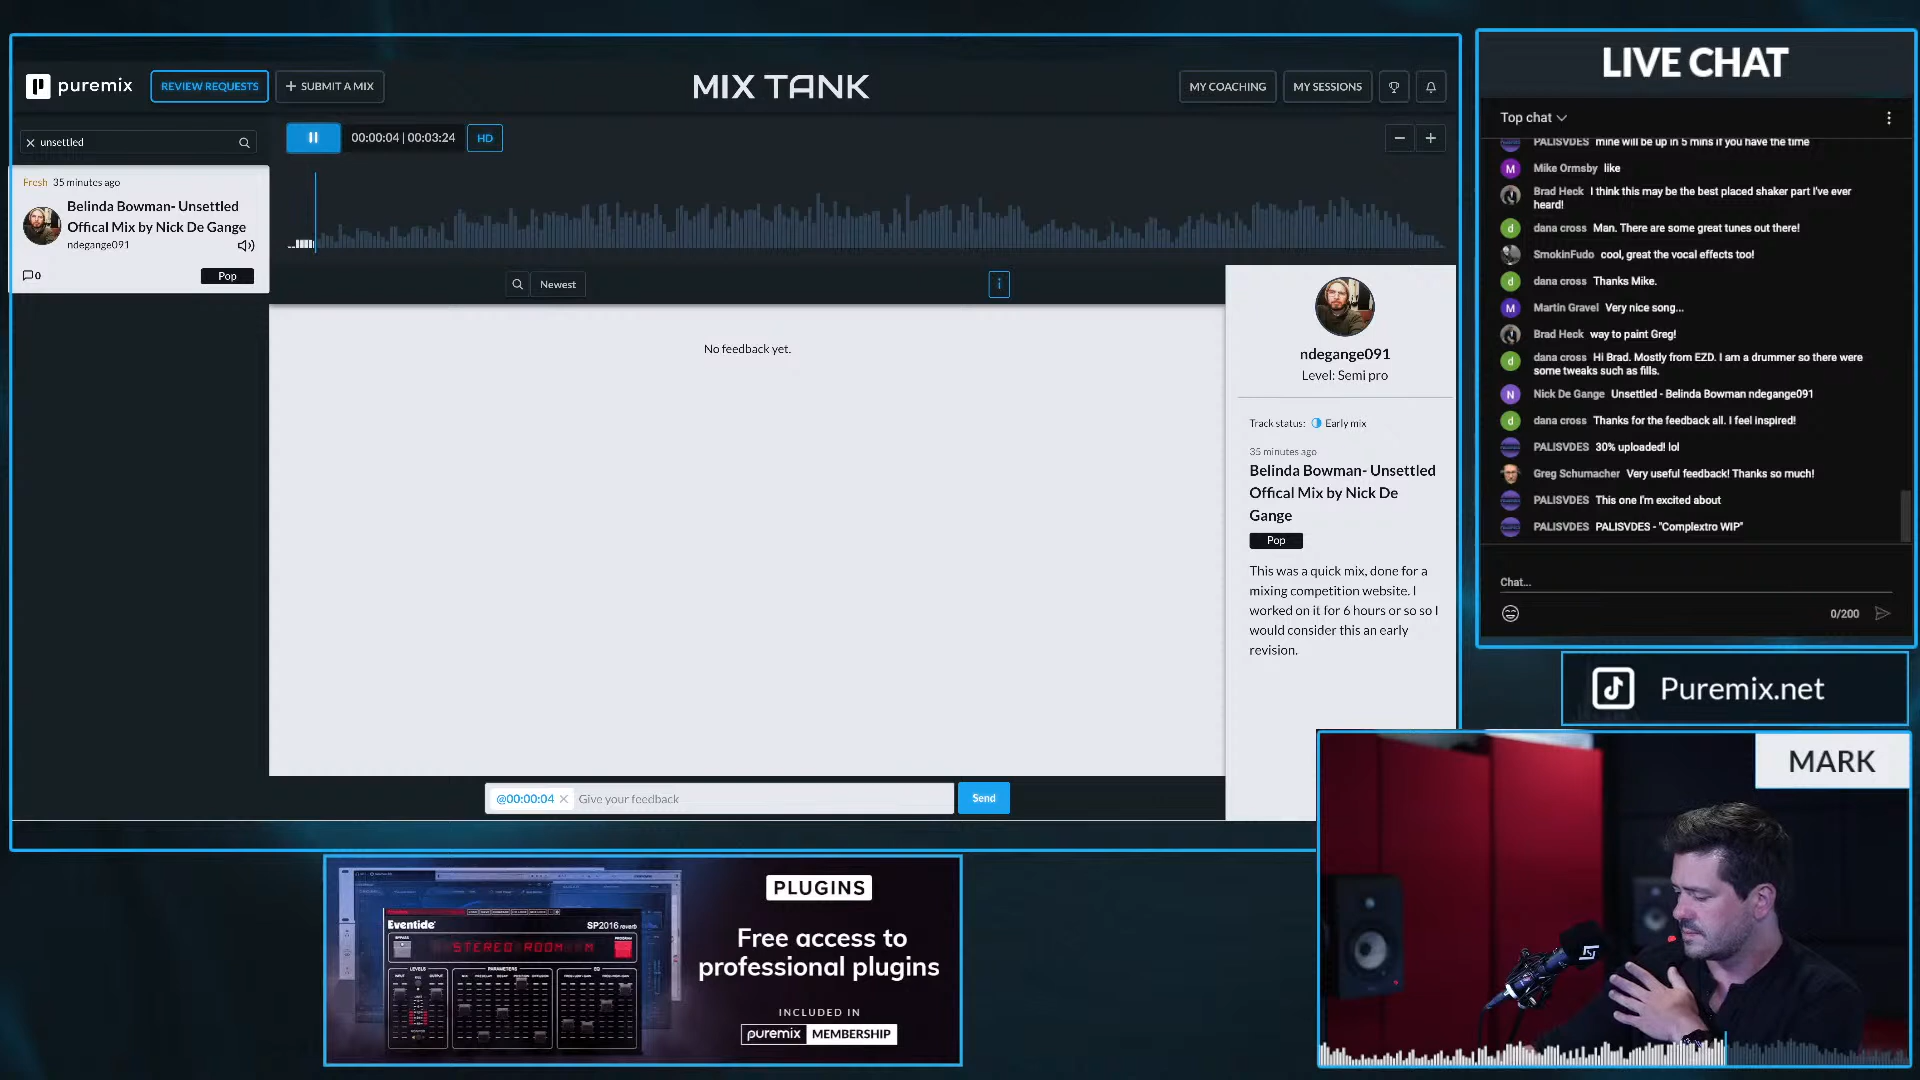 puremix
REVIEW REQUESTS
+ SUBMIT A MIX
MIX TANK
MY COACHING
MY SESSIONS
unsettled
00:00:04 | 00:03:24
HD
Fresh 35 minutes ago
Belinda Bowman- Unsettled
Offical Mix by Nick De Gange
ndegange091
0
Pop
Newest
i
No feedback yet.
@00:00:04
Give your feedback
Send
ndegange091
Level: Semi pro
Track status: Early mix
35 minutes ago
Belinda Bowman- Unsettled
Offical Mix by Nick De
Gange
Pop
This was a quick mix, done for a
mixing competition website. I
worked on it for 6 hours or so so I
would consider this an early
revision.
LIVE CHAT
Top chat
PALISVDES mine will be up in 5 mins if you have the time
M
Mike Ormsby like
Brad Heck I think this may be the best placed shaker part I've ever
heard!
d
dana cross Man. There are some great tunes out there!
SmokinFudo cool, great the vocal effects too!
d
dana cross Thanks Mike.
M
Martin Gravel Very nice song...
Brad Heck way to paint Greg!
d
dana cross Hi Brad. Mostly from EZD. I am a drummer so there were
some tweaks such as fills.
N
Nick De Gange Unsettled - Belinda Bowman ndegange091
d
dana cross Thanks for the feedback all. I feel inspired!
PALISVDES 30% uploaded! lol
Greg Schumacher Very useful feedback! Thanks so much!
PALISVDES This one I'm excited about
PALISVDES PALISVDES - "Complextro WIP"
Chat...
0/200
Puremix.net
MARK
Eventide
SP2016 reverb
STEREO ROOM M
LEVELS
PARAMETERS
EQ
INPUT
OUTPUT
PLUGINS
Free access to
professional plugins
INCLUDED IN
puremix MEMBERSHIP